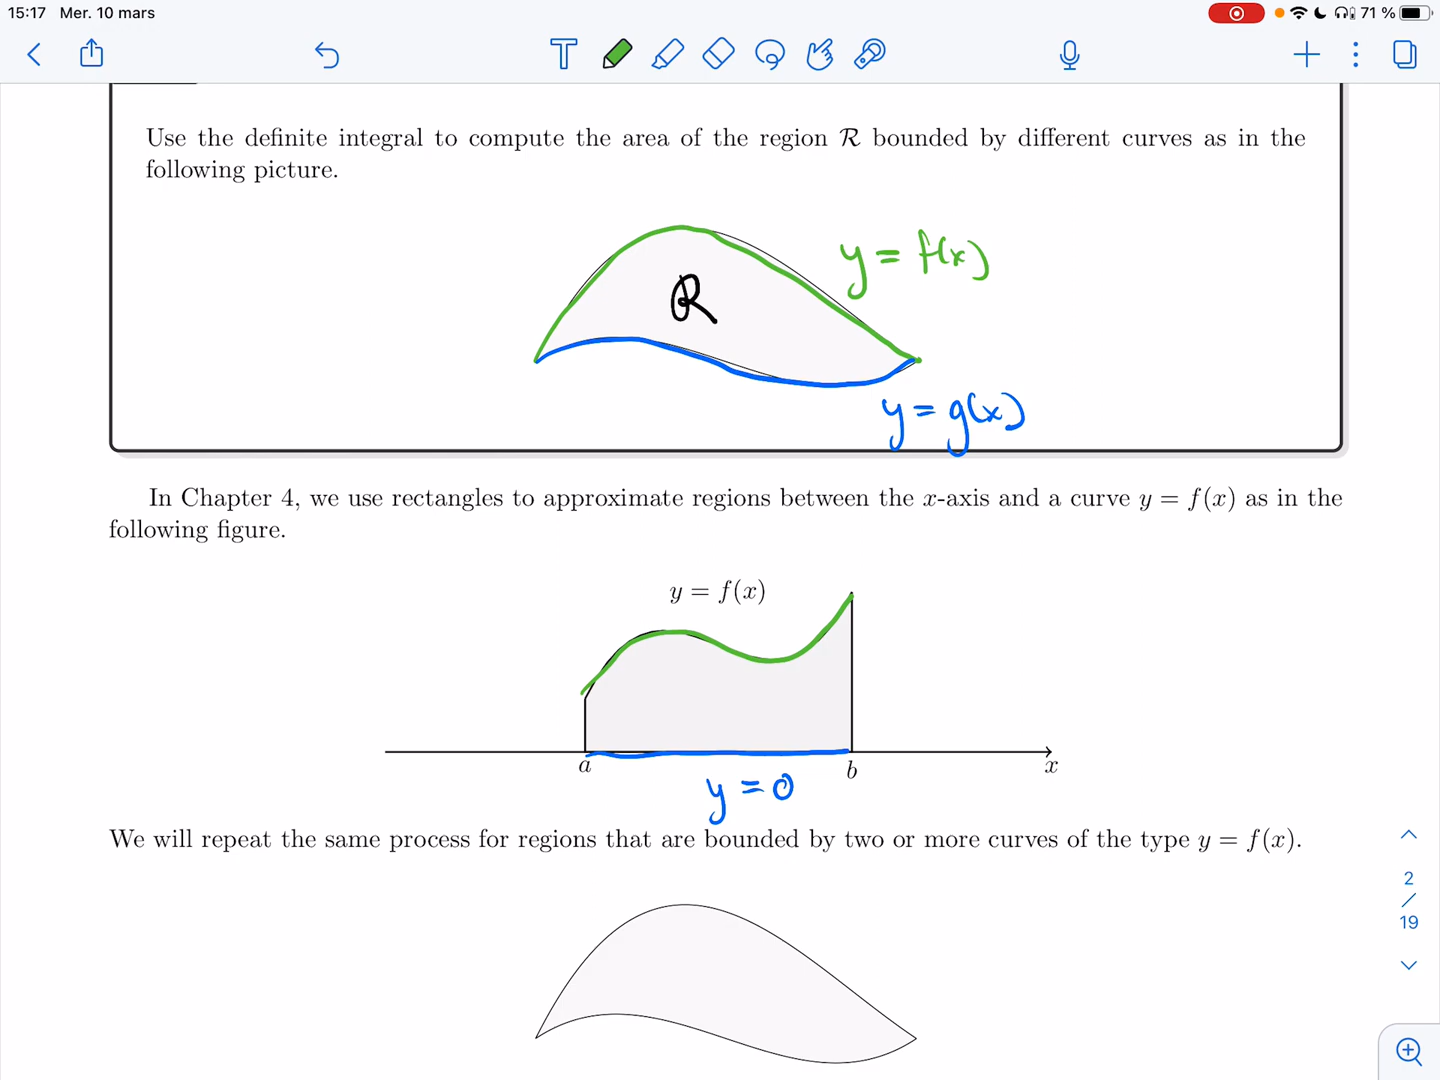 15:17 Mer. 10 mars
71 %
T
Use the definite integral to compute the area of the region R bounded by different curves as in the
following picture.
y = f(x)
R
y = g(x)
In Chapter 4, we use rectangles to approximate regions between the x-axis and a curve y = f(x) as in the
following figure.
y = f(x)
a
b
x
y = 0
We will repeat the same process for regions that are bounded by two or more curves of the type y = f(x).
2
/
19